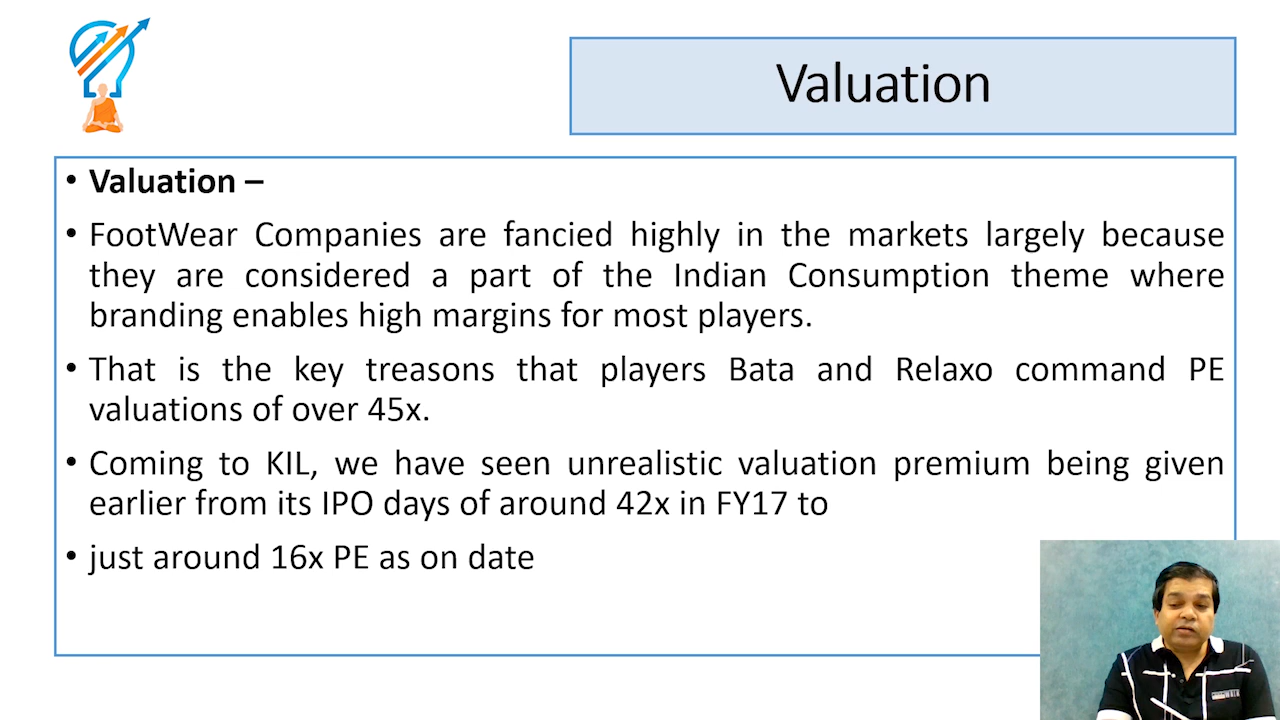 Valuation
• Valuation –
• FootWear Companies are fancied highly in the markets largely because
they are considered a part of the Indian Consumption theme where
branding enables high margins for most players.
• That is the key treasons that players Bata and Relaxo command PE
valuations of over 45x.
• Coming to KIL, we have seen unrealistic valuation premium being given
earlier from its IPO days of around 42x in FY17 to
• just around 16x PE as on date